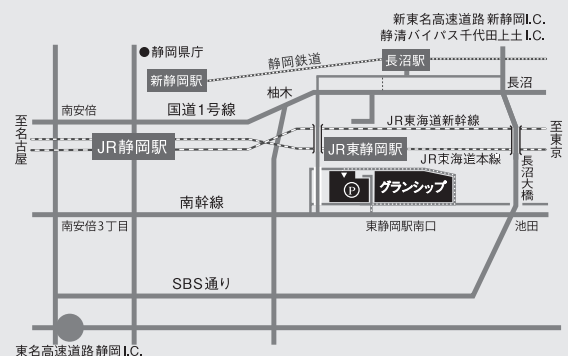 新東名高速道路 新静岡I.C.
静清バイパス千代田上土I.C.
●静岡県庁
静岡鉄道
長沼駅
新静岡駅
柚木
長沼
南安倍
国道1号線
JR東海道新幹線
至名古屋
JR静岡駅
JR東静岡駅
至東京
JR東海道本線
長沼大橋
P
グランシップ
南幹線
南安倍3丁目
東静岡駅南口
池田
SBS通り
東名高速道路 静岡I.C.